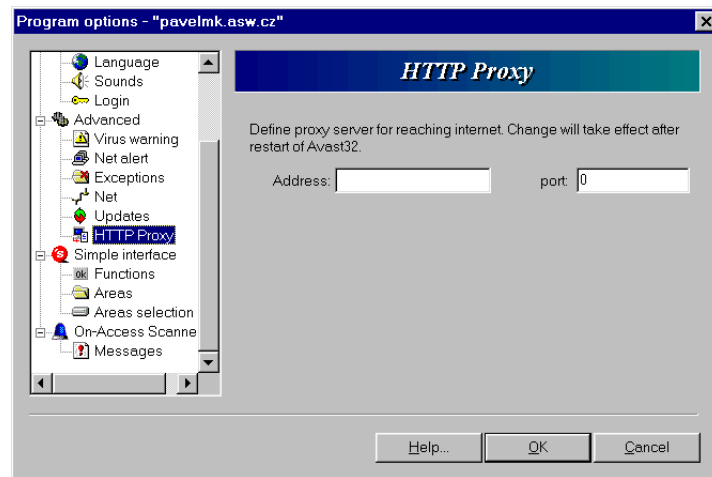 Program options - "pavelmk.asw.cz"
Language
Sounds
Login
Advanced
Virus warning
Net alert
Exceptions
Net
Updates
HTTP Proxy
Simple interface
ok Functions
Areas
Areas selection
On-Access Scanne
Messages
HTTP Proxy
Define proxy server for reaching internet. Change will take effect after
restart of Avast32.
Address: port: 0
Help... OK Cancel